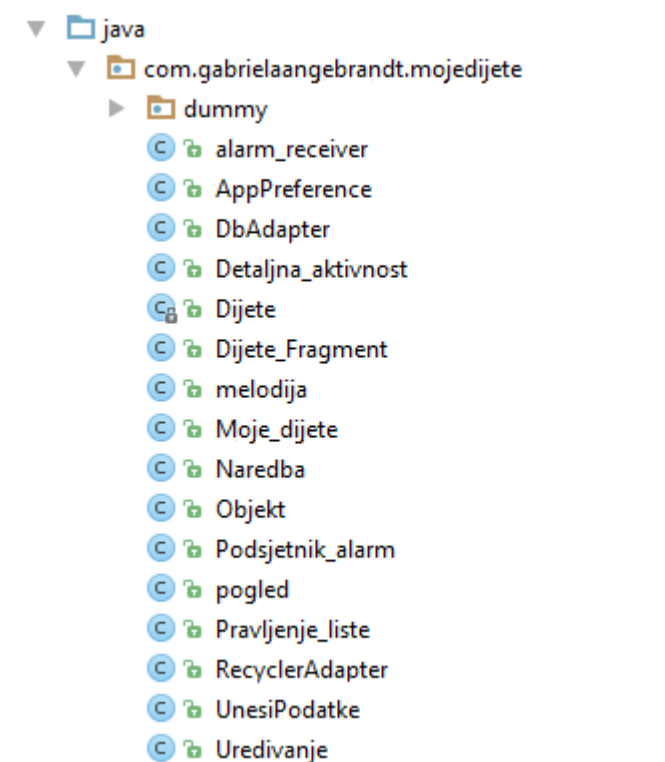 java
com.gabrielaangebrandt.mojedijete
dummy
alarm_receiver
AppPreference
DbAdapter
Detaljna_aktivnost
Dijete
Dijete_Fragment
melodija
Moje_dijete
Naredba
Objekt
Podsjetnik_alarm
pogled
Pravljenje_liste
RecyclerAdapter
UnesiPodatke
Uredivanje